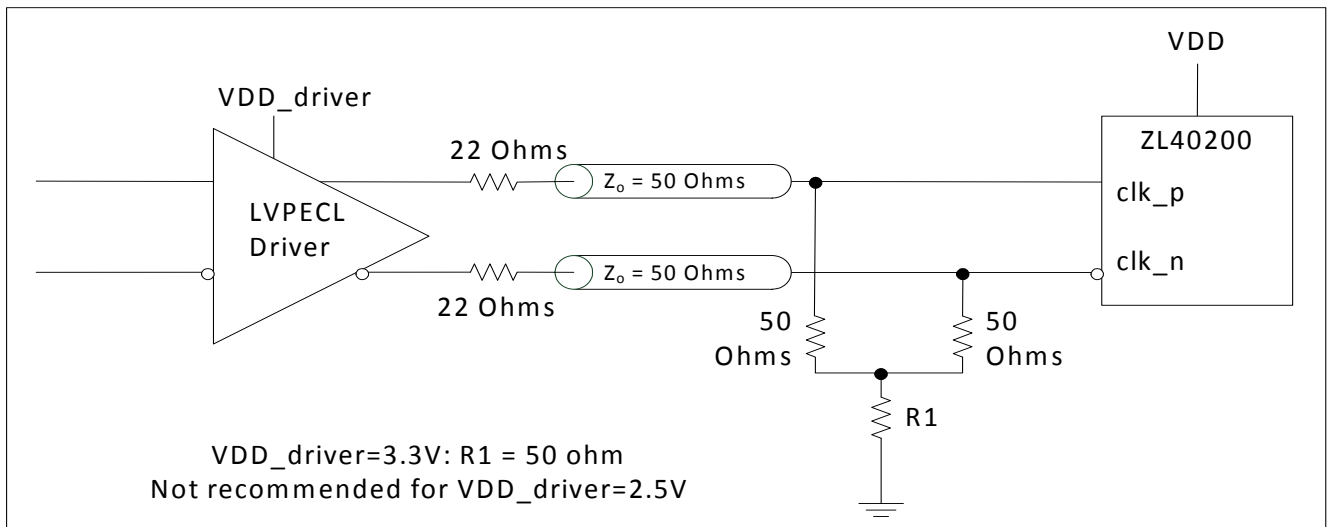 VDD
VDD_driver
ZL40200
22 Ohms
Zo = 50 Ohms
clk_p
LVPECL
Driver
clk_n
Zo = 50 Ohms
22 Ohms
50
Ohms
50
Ohms
R1
VDD_driver=3.3V: R1 = 50 ohm
Not recommended for VDD_driver=2.5V